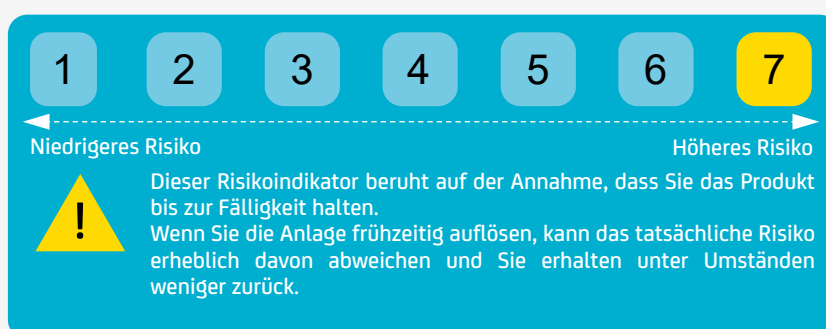 1 2 3 4 5 6 7
Niedrigeres Risiko Höheres Risiko
!
Dieser Risikoindikator beruht auf der Annahme, dass Sie das Produkt
bis zur Fälligkeit halten.
Wenn Sie die Anlage frühzeitig auflösen, kann das tatsächliche Risiko
erheblich davon abweichen und Sie erhalten unter Umständen
weniger zurück.